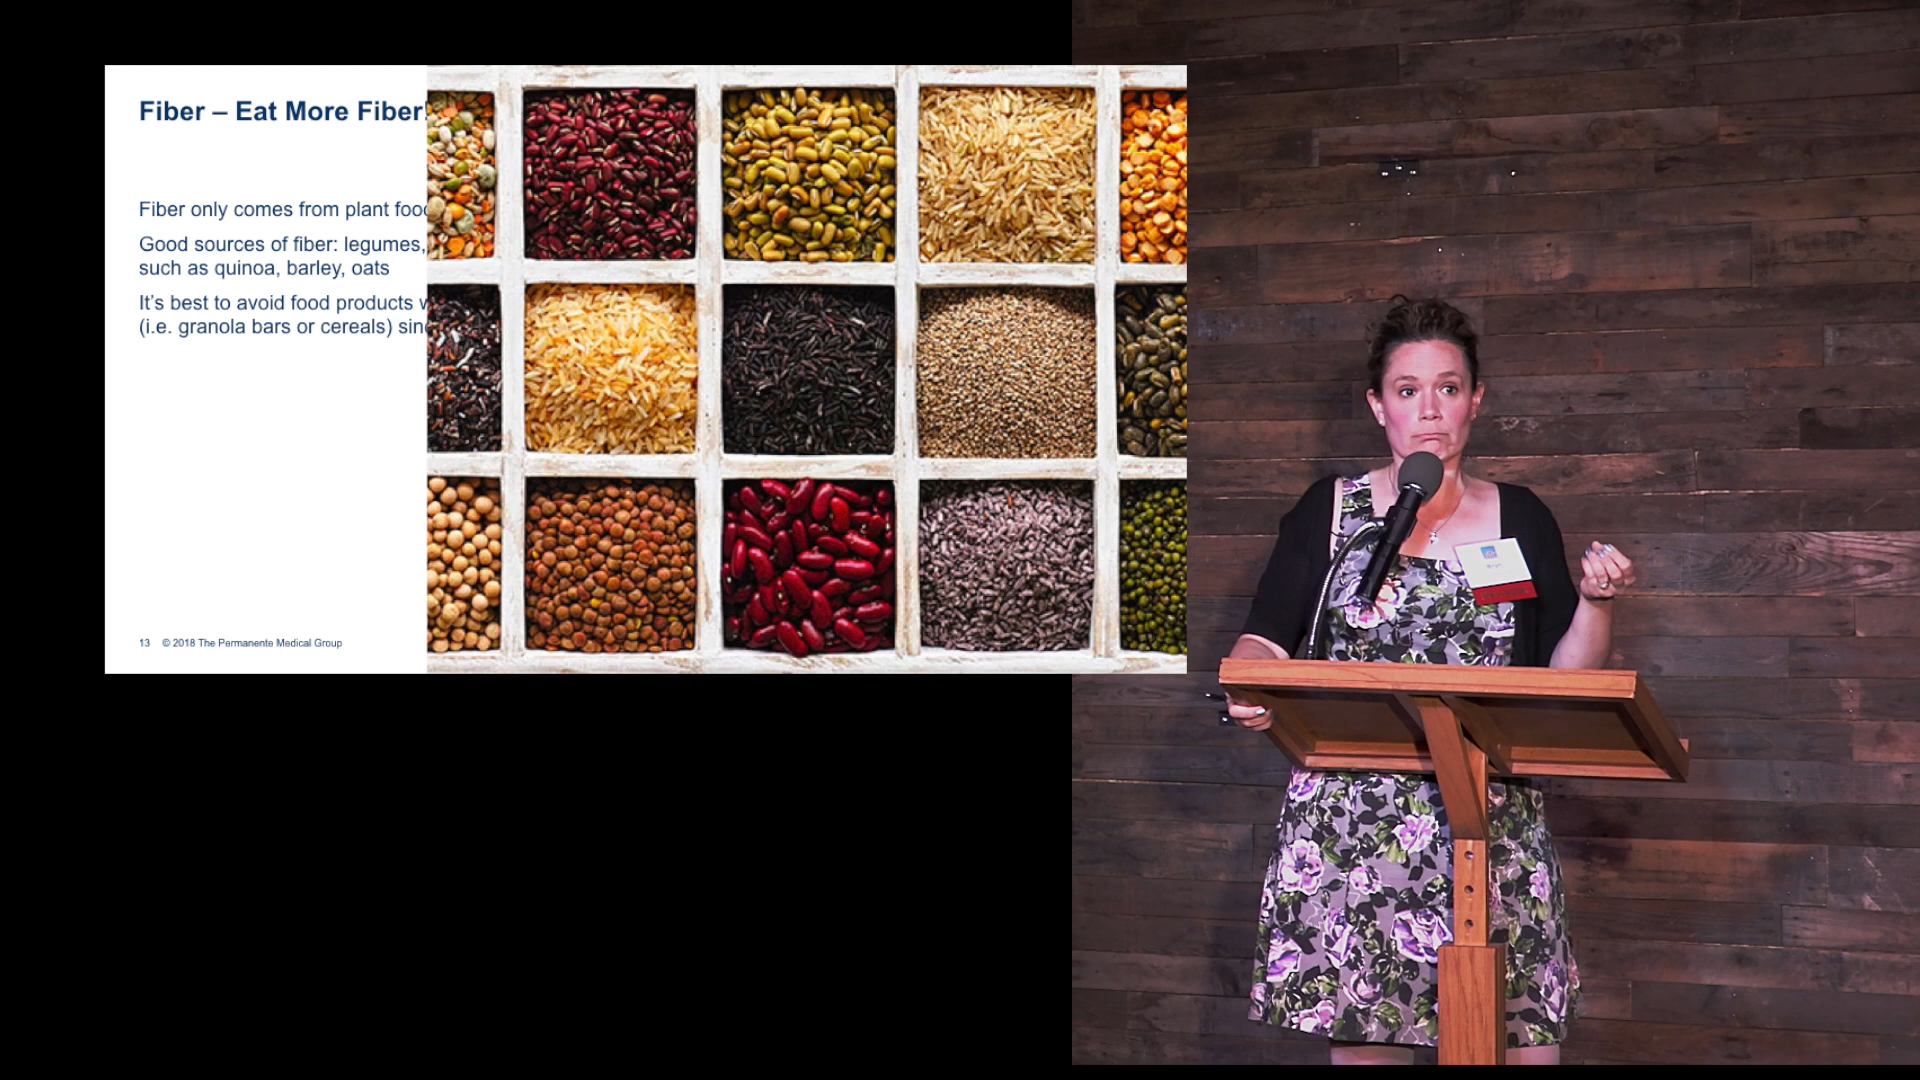 Fiber – Eat More Fiber!
Fiber only comes from plant foo
Good sources of fiber: legumes,
such as quinoa, barley, oats
It's best to avoid food products
(i.e. granola bars or cereals) sin
13 © 2018 The Permanente Medical Group